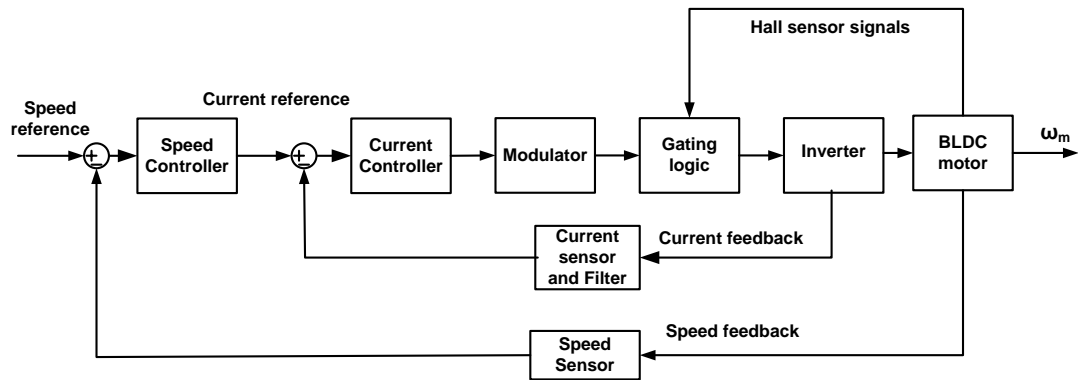 Hall sensor signals
Speed
reference
Current reference
+
−
Speed
Controller
+
−
Current
Controller
Modulator
Gating
logic
Inverter
BLDC
motor
ωm
Current
sensor
and Filter
Current feedback
Speed
Sensor
Speed feedback